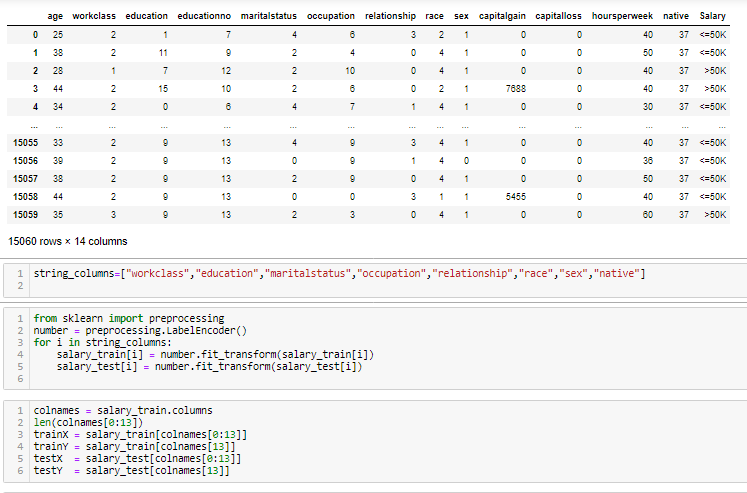 age workclass education educationno maritalstatus occupation relationship race sex capitalgain capitalloss hoursperweek native Salary
0 25 2 1 7 4 6 3 2 1 0 0 40 37 <=50K
1 38 2 11 9 2 4 0 4 1 0 0 50 37 <=50K
2 28 1 7 12 2 10 0 4 1 0 0 40 37 >50K
3 44 2 15 10 2 6 0 2 1 7688 0 40 37 >50K
4 34 2 0 6 4 7 1 4 1 0 0 30 37 <=50K
... ... ... ... ... ... ... ... ... ... ... ... ... ... ...
15055 33 2 9 13 4 9 3 4 1 0 0 40 37 <=50K
15056 39 2 9 13 0 9 1 4 0 0 0 36 37 <=50K
15057 38 2 9 13 2 9 0 4 1 0 0 50 37 <=50K
15058 44 2 9 13 0 0 3 1 1 5455 0 40 37 <=50K
15059 35 3 9 13 2 3 0 4 1 0 0 60 37 >50K
15060 rows × 14 columns
1 string_columns=["workclass","education","maritalstatus","occupation","relationship","race","sex","native"]
2
1 from sklearn import preprocessing
2 number = preprocessing.LabelEncoder()
3 for i in string_columns:
4 salary_train[i] = number.fit_transform(salary_train[i])
5 salary_test[i] = number.fit_transform(salary_test[i])
6
1 colnames = salary_train.columns
2 len(colnames[0:13])
3 trainX = salary_train[colnames[0:13]]
4 trainY = salary_train[colnames[13]]
5 testX = salary_test[colnames[0:13]]
6 testY = salary_test[colnames[13]]